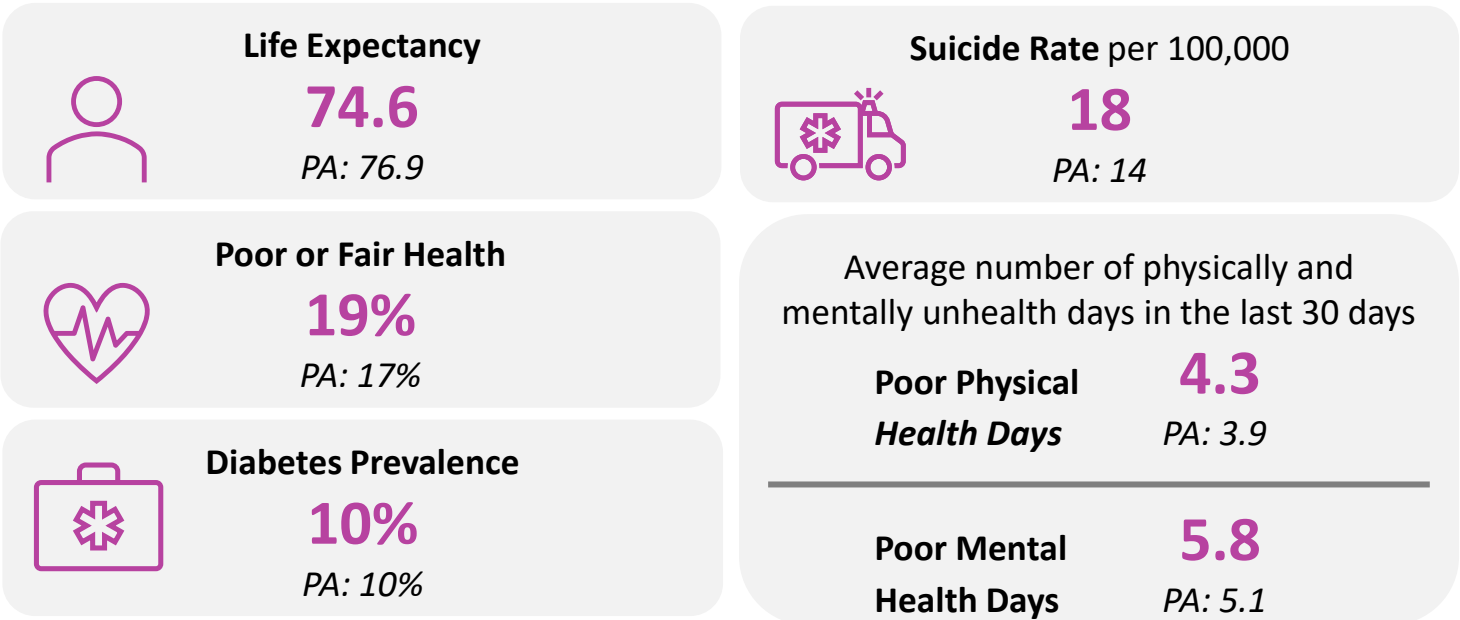 Life Expectancy
74.6
PA: 76.9
Poor or Fair Health
19%
PA: 17%
Diabetes Prevalence
10%
PA: 10%
Suicide Rate per 100,000
18
PA: 14
Average number of physically and
mentally unhealth days in the last 30 days
Poor Physical 4.3
Health Days PA: 3.9
Poor Mental 5.8
Health Days PA: 5.1